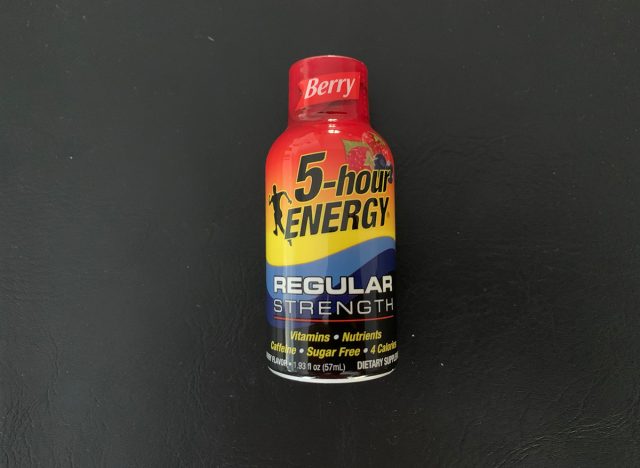 Berry
5-hour
ENERGY
REGULAR
STRENGTH
Vitamins • Nutrients
Caffeine • Sugar Free • 4 Calories
FLAVOR • 1.93 fl oz (57mL) DIETARY